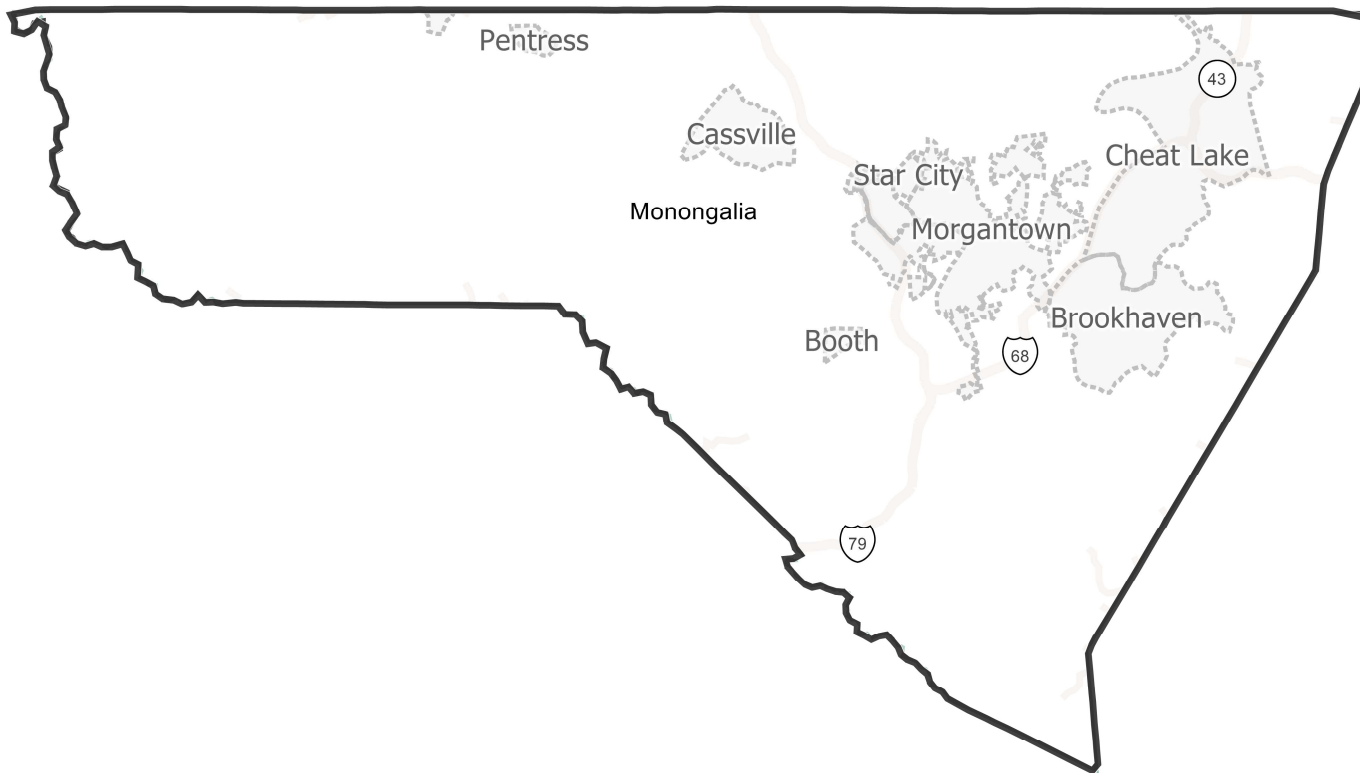 Pentress
43
Cassville
Cheat Lake
Star City
Monongalia
Morgantown
Brookhaven
Booth
68
79